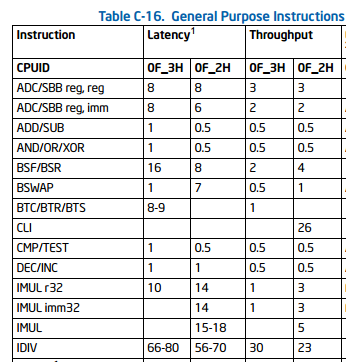 Table C-16. General Purpose Instructions
Instruction Latency1 Throughput
CPUID 0F_3H 0F_2H 0F_3H 0F_2H
ADC/SBB reg, reg 8 8 3 3
ADC/SBB reg, imm 8 6 2 2
ADD/SUB 1 0.5 0.5 0.5
AND/OR/XOR 1 0.5 0.5 0.5
BSF/BSR 16 8 2 4
BSWAP 1 7 0.5 1
BTC/BTR/BTS 8-9 1
CLI 26
CMP/TEST 1 0.5 0.5 0.5
DEC/INC 1 1 0.5 0.5
IMUL r32 10 14 1 3
IMUL imm32 14 1 3
IMUL 15-18 5
IDIV 66-80 56-70 30 23